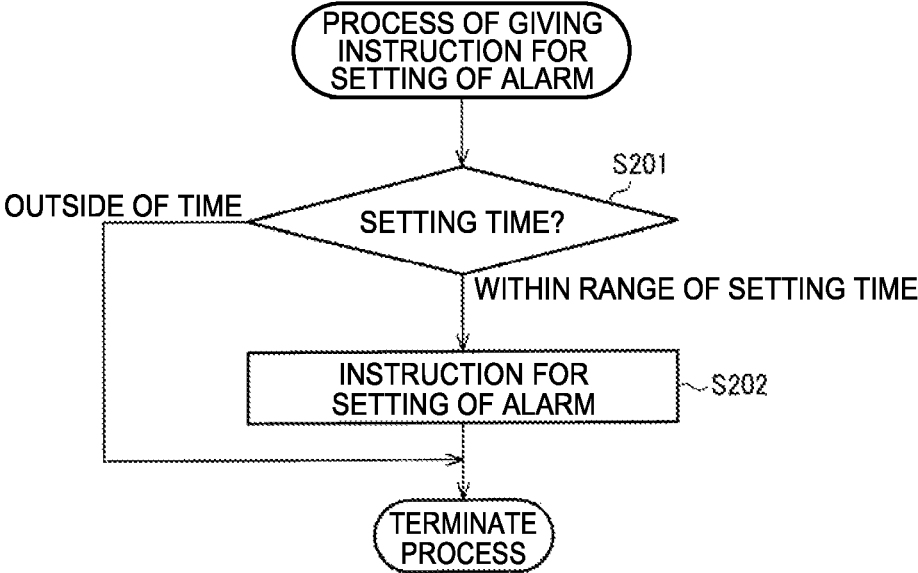 PROCESS OF GIVING
INSTRUCTION FOR
SETTING OF ALARM
S201
OUTSIDE OF TIME
SETTING TIME?
WITHIN RANGE OF SETTING TIME
INSTRUCTION FOR
SETTING OF ALARM
S202
TERMINATE
PROCESS